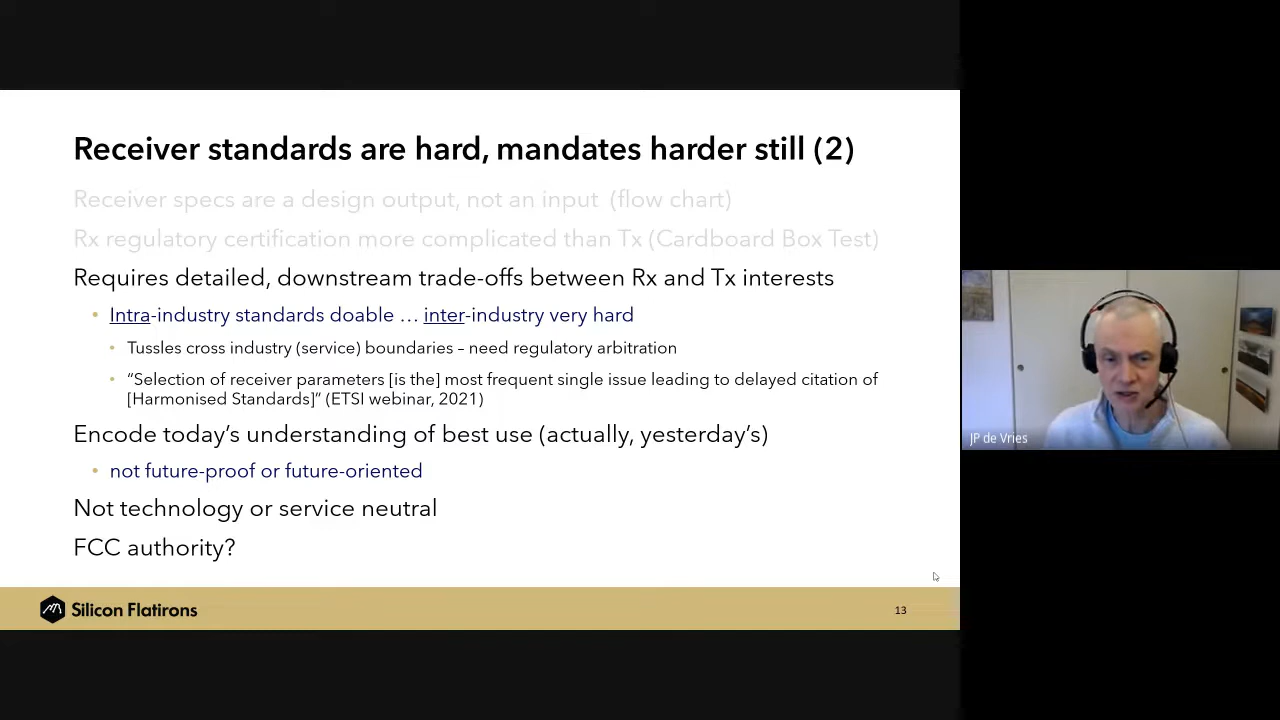 Receiver standards are hard, mandates harder still (2)
Receiver specs are a design output, not an input (flow chart)
Rx regulatory certification more complicated than Tx (Cardboard Box Test)
Requires detailed, downstream trade-offs between Rx and Tx interests
• Intra-industry standards doable … inter-industry very hard
• Tussles cross industry (service) boundaries – need regulatory arbitration
• “Selection of receiver parameters [is the] most frequent single issue leading to delayed citation of
[Harmonised Standards]” (ETSI webinar, 2021)
Encode today’s understanding of best use (actually, yesterday’s)
• not future-proof or future-oriented
Not technology or service neutral
FCC authority?
Silicon Flatirons
13
JP de Vries